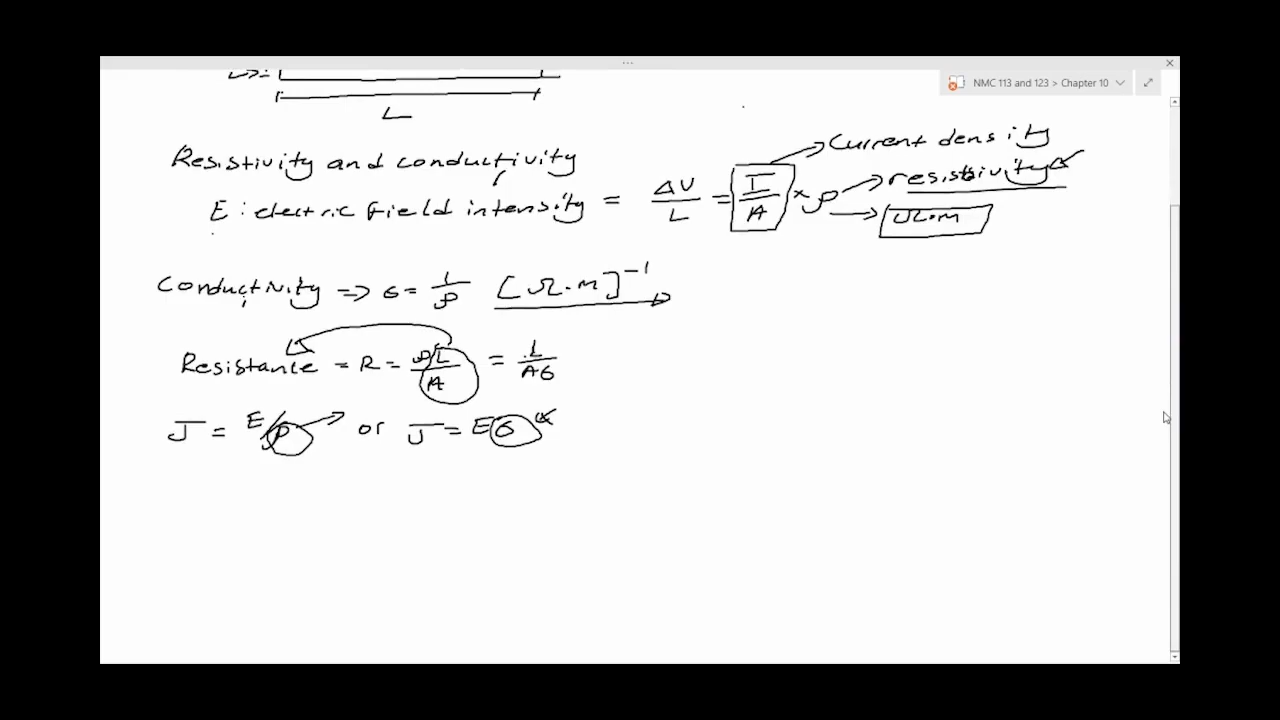 NMC 113 and 123 > Chapter 10
L
Current density
Resistivity and conductivity
resistivity
E : electric field intensity = ΔV/L = I/A × ρ
Ω.m
Conductivity => σ = 1/ρ [Ω.m]⁻¹
Resistance = R = ρL/A = L/Aσ
J = E/ρ or J = Eσ